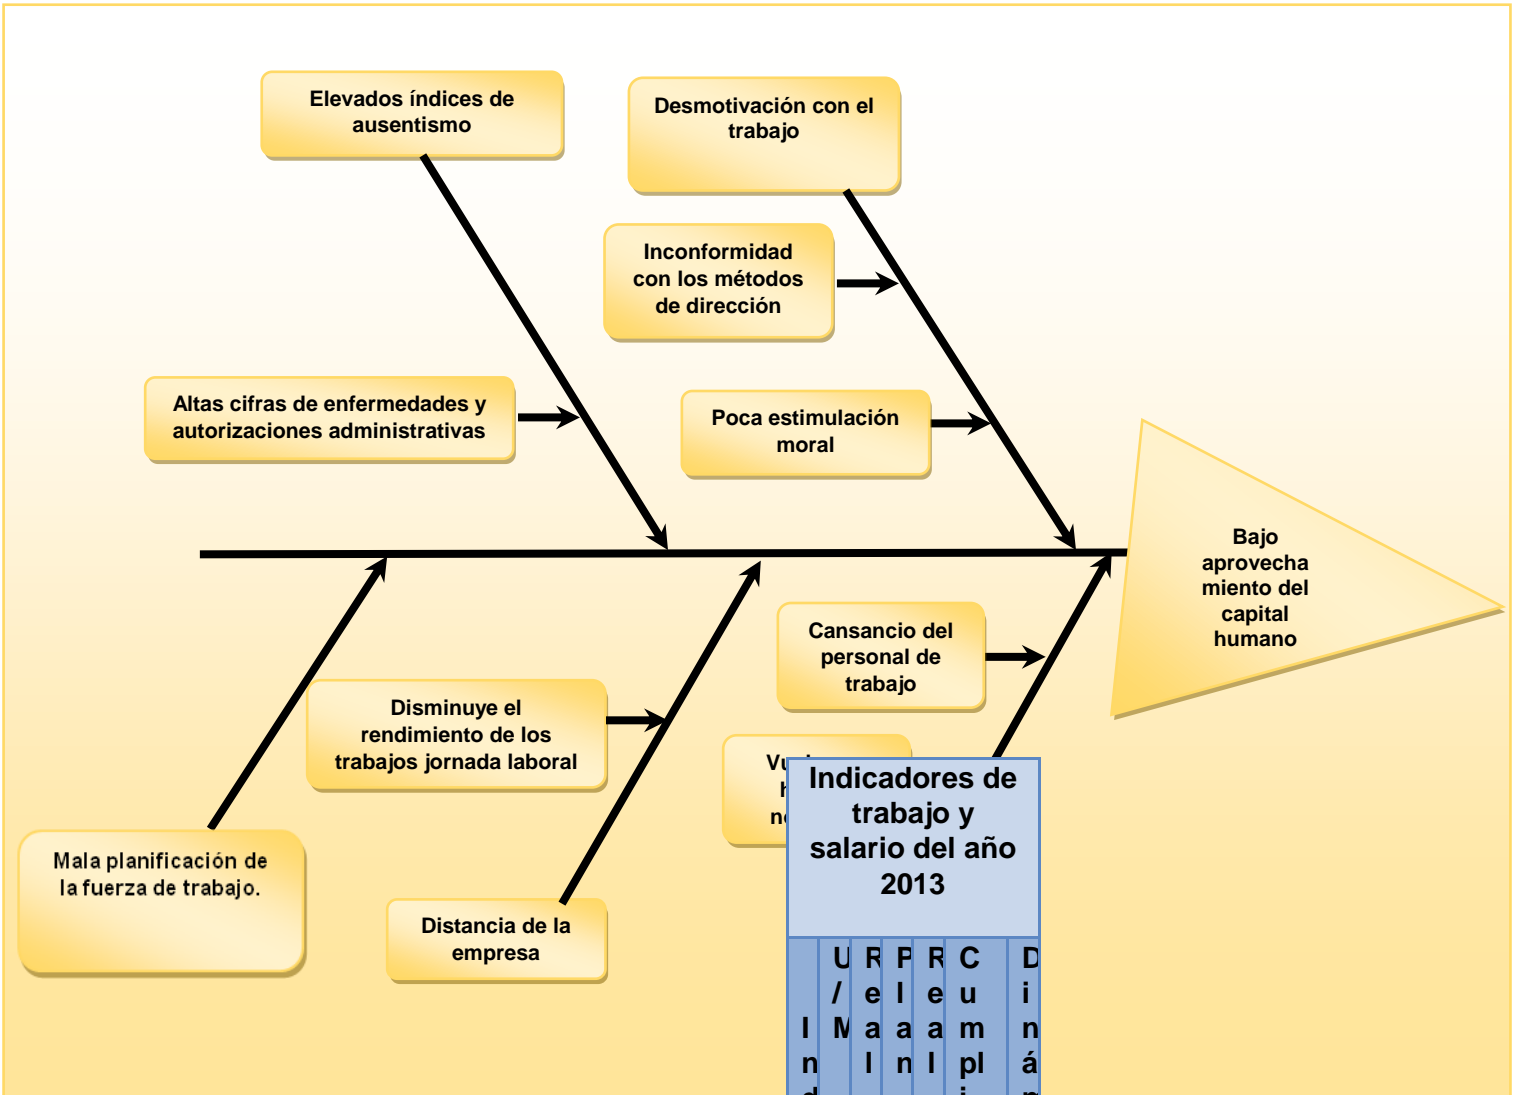 Elevados índices de
ausentismo
Desmotivación con el
trabajo
Inconformidad
con los métodos
de dirección
Altas cifras de enfermedades y
autorizaciones administrativas
Poca estimulación
moral
Bajo
aprovecha
miento del
capital
humano
Cansancio del
personal de
trabajo
Disminuye el
rendimiento de los
trabajos jornada laboral
Mala planificación de
la fuerza de trabajo.
Distancia de la
empresa
Indicadores de
trabajo y
salario del año
2013
U/M
Real
Plan
Real